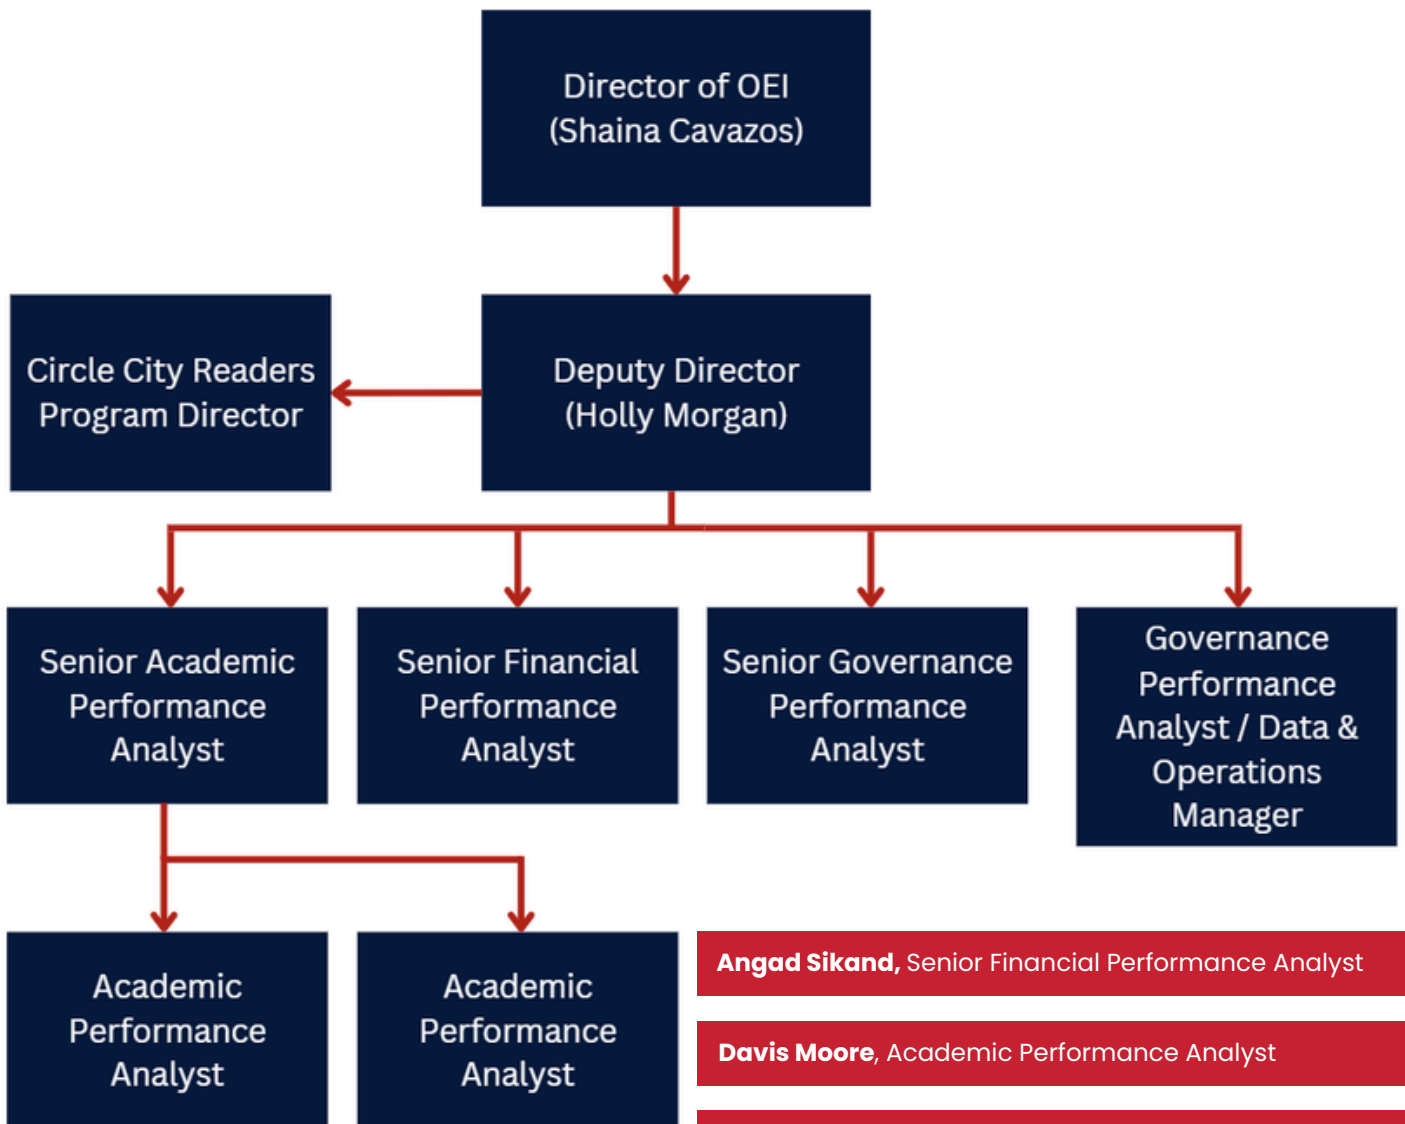 Director of OEI
(Shaina Cavazos)
Circle City Readers
Program Director
Deputy Director
(Holly Morgan)
Senior Academic
Performance
Analyst
Senior Financial
Performance
Analyst
Senior Governance
Performance
Analyst
Governance
Performance
Analyst / Data &
Operations
Manager
Academic
Performance
Analyst
Academic
Performance
Analyst
Angad Sikand, Senior Financial Performance Analyst
Davis Moore, Academic Performance Analyst